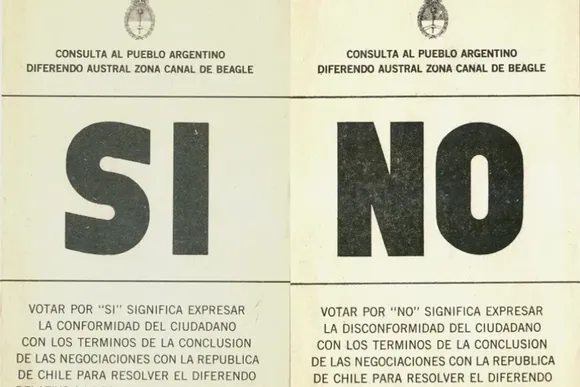 CONSULTA AL PUEBLO ARGENTINO
DIFERENDO AUSTRAL ZONA CANAL DE BEAGLE
SI
VOTAR POR "SI" SIGNIFICA EXPRESAR
LA CONFORMIDAD DEL CIUDADANO
CON LOS TERMINOS DE LA CONCLUSION
DE LAS NEGOCIACIONES CON LA REPUBLICA
DE CHILE PARA RESOLVER EL DIFERENDO
CONSULTA AL PUEBLO ARGENTINO
DIFERENDO AUSTRAL ZONA CANAL DE BEAGLE
NO
VOTAR POR "NO" SIGNIFICA EXPRESAR
LA DISCONFORMIDAD DEL CIUDADANO
CON LOS TERMINOS DE LA CONCLUSION
DE LAS NEGOCIACIONES CON LA REPUBLICA
DE CHILE PARA RESOLVER EL DIFERENDO